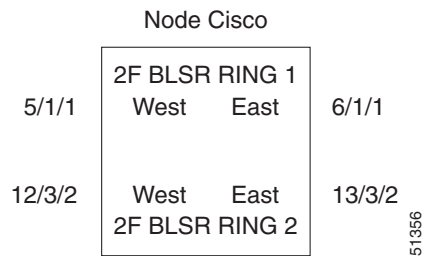 Node Cisco
2F BLSR RING 1
5/1/1 West East 6/1/1
12/3/2 West East 13/3/2
2F BLSR RING 2
51356